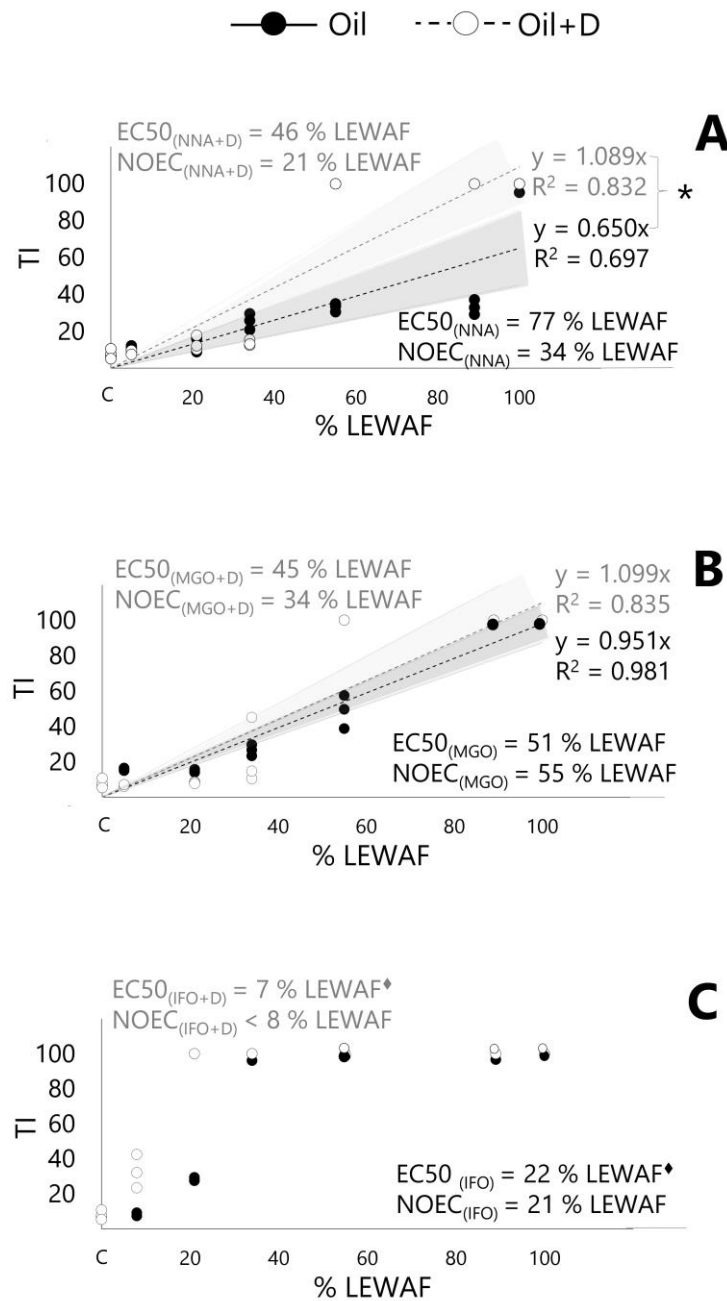 Oil Oil+D
A
EC50(NNA+D) = 46 % LEWAF
NOEC(NNA+D) = 21 % LEWAF
y = 1.089x
R² = 0.832
*
y = 0.650x
R² = 0.697
EC50(NNA) = 77 % LEWAF
NOEC(NNA) = 34 % LEWAF
TI
100
80
60
40
20
C 20 40 60 80 100
% LEWAF
B
EC50(MGO+D) = 45 % LEWAF
NOEC(MGO+D) = 34 % LEWAF
y = 1.099x
R² = 0.835
y = 0.951x
R² = 0.981
EC50(MGO) = 51 % LEWAF
NOEC(MGO) = 55 % LEWAF
TI
100
80
60
40
20
C 20 40 60 80 100
% LEWAF
C
EC50(IFO+D) = 7 % LEWAF♦
NOEC(IFO+D) < 8 % LEWAF
EC50 (IFO) = 22 % LEWAF♦
NOEC(IFO) = 21 % LEWAF
TI
100
80
60
40
20
C 20 40 60 80 100
% LEWAF